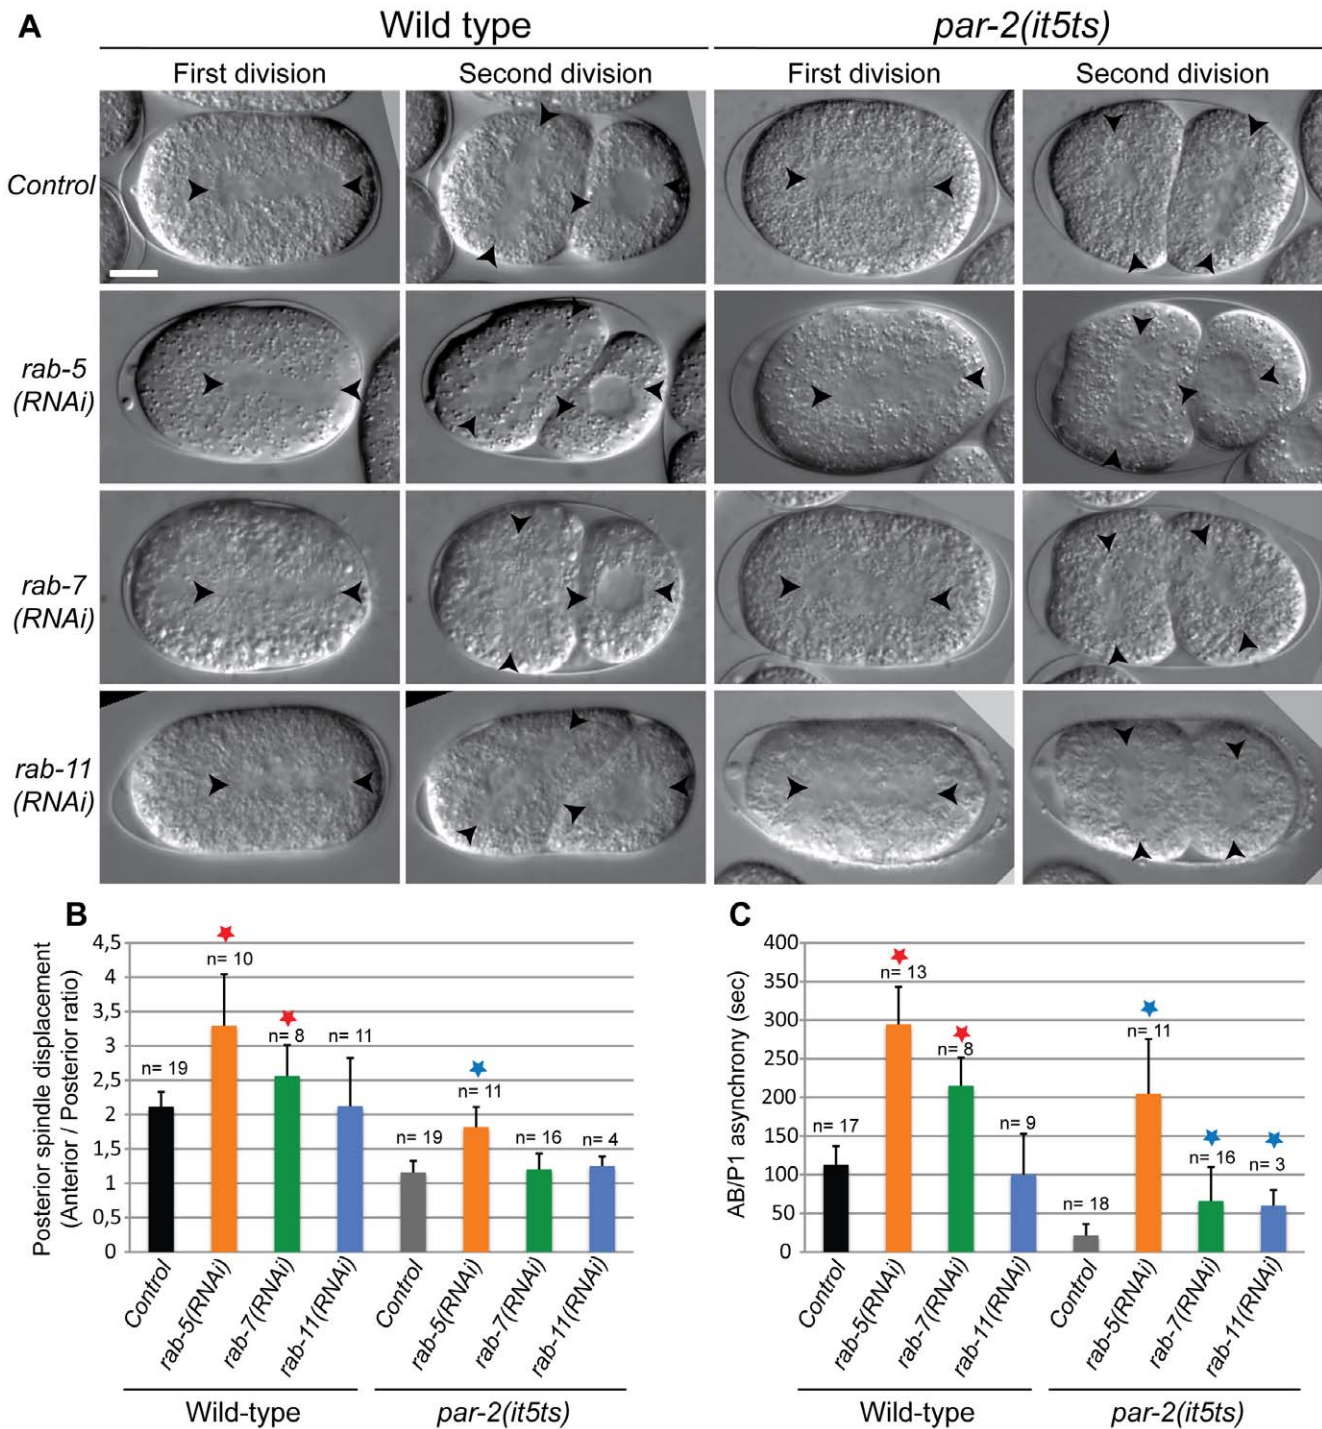 A
Wild type
par-2(it5ts)
First division
Second division
First division
Second division
Control
rab-5
(RNAi)
rab-7
(RNAi)
rab-11
(RNAi)
B
Posterior spindle displacement
(Anterior / Posterior ratio)
4,5
4
3,5
3
2,5
2
1,5
1
0,5
0
n= 19
n= 10
n= 8
n= 11
n= 19
n= 11
n= 16
n= 4
Control
rab-5(RNAi)
rab-7(RNAi)
rab-11(RNAi)
Control
rab-5(RNAi)
rab-7(RNAi)
rab-11(RNAi)
Wild-type
par-2(it5ts)
C
AB/P1 asynchrony (sec)
400
350
300
250
200
150
100
50
0
n= 17
n= 13
n= 8
n= 9
n= 18
n= 11
n= 16
n= 3
Control
rab-5(RNAi)
rab-7(RNAi)
rab-11(RNAi)
Control
rab-5(RNAi)
rab-7(RNAi)
rab-11(RNAi)
Wild-type
par-2(it5ts)